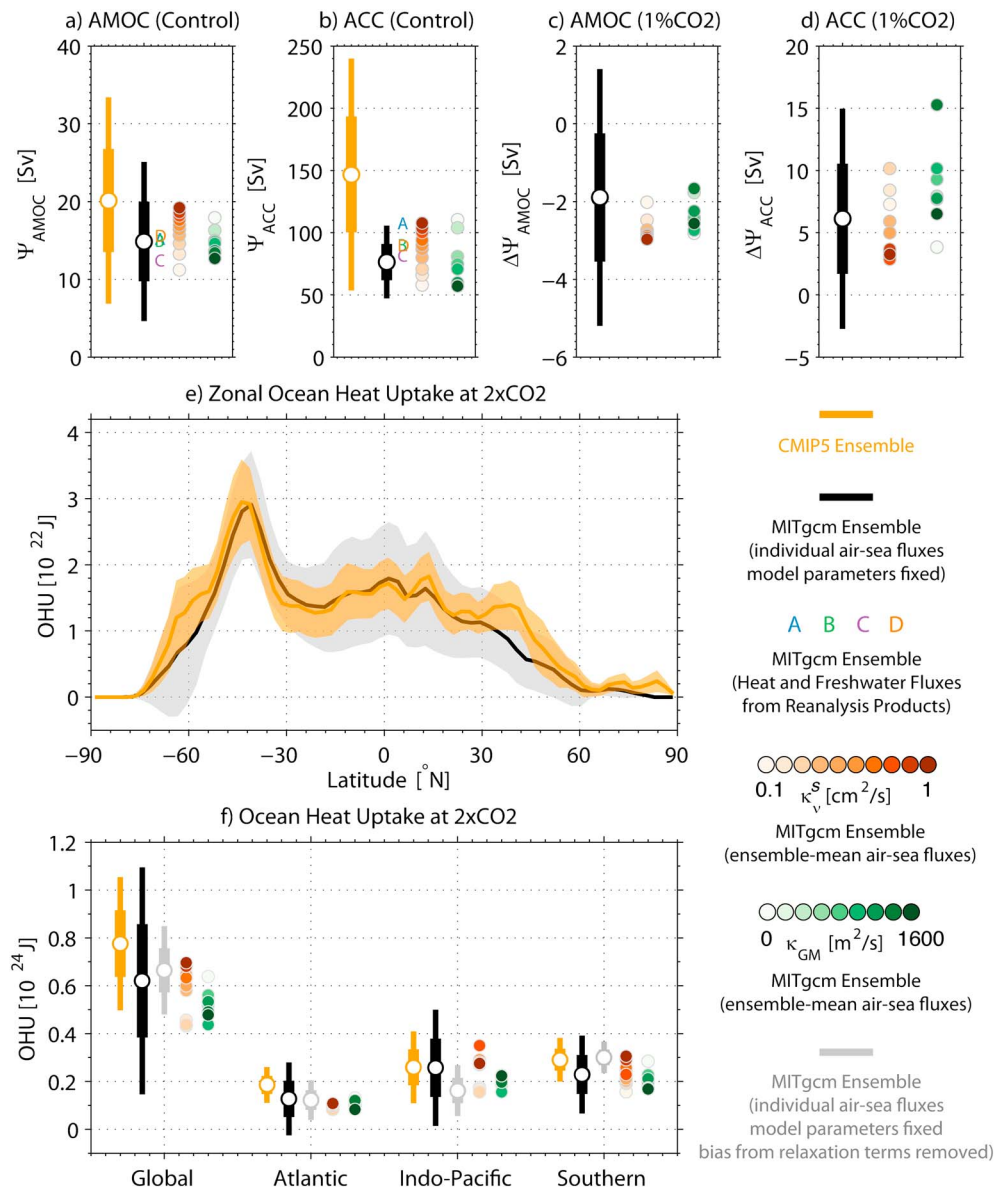 a) AMOC (Control)
b) ACC (Control)
c) AMOC (1%CO2)
d) ACC (1%CO2)
Ψ AMOC [Sv]
40
30
20
10
0
D
A
B
C
Ψ ACC [Sv]
250
200
150
100
50
0
A
D
B
C
ΔΨ AMOC [Sv]
2
0
−2
−4
−6
ΔΨ ACC [Sv]
20
15
10
5
0
−5
e) Zonal Ocean Heat Uptake at 2xCO2
OHU [10 22 J]
4
3
2
1
0
−90 −60 −30 0 30 60 90
Latitude [°N]
f) Ocean Heat Uptake at 2xCO2
OHU [10 24 J]
1.2
1
0.8
0.6
0.4
0.2
0
Global Atlantic Indo-Pacific Southern
CMIP5 Ensemble
MITgcm Ensemble
(individual air-sea fluxes
model parameters fixed)
A B C D
MITgcm Ensemble
(Heat and Freshwater Fluxes
from Reanalysis Products)
0.1 κ s ν [cm2/s] 1
MITgcm Ensemble
(ensemble-mean air-sea fluxes)
0 κ GM [m2/s] 1600
MITgcm Ensemble
(ensemble-mean air-sea fluxes)
MITgcm Ensemble
(individual air-sea fluxes
model parameters fixed
bias from relaxation terms removed)